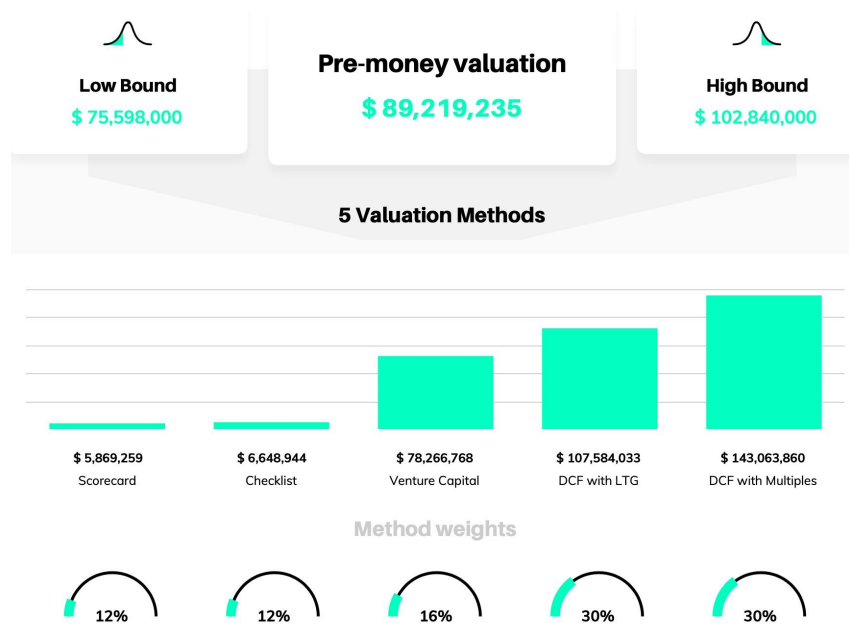 Pre-money valuation
$ 89,219,235
Low Bound
$ 75,598,000
High Bound
$ 102,840,000
5 Valuation Methods
$ 5,869,259
Scorecard
$ 6,648,944
Checklist
$ 78,266,768
Venture Capital
$ 107,584,033
DCF with LTG
$ 143,063,860
DCF with Multiples
Method weights
12%
12%
16%
30%
30%